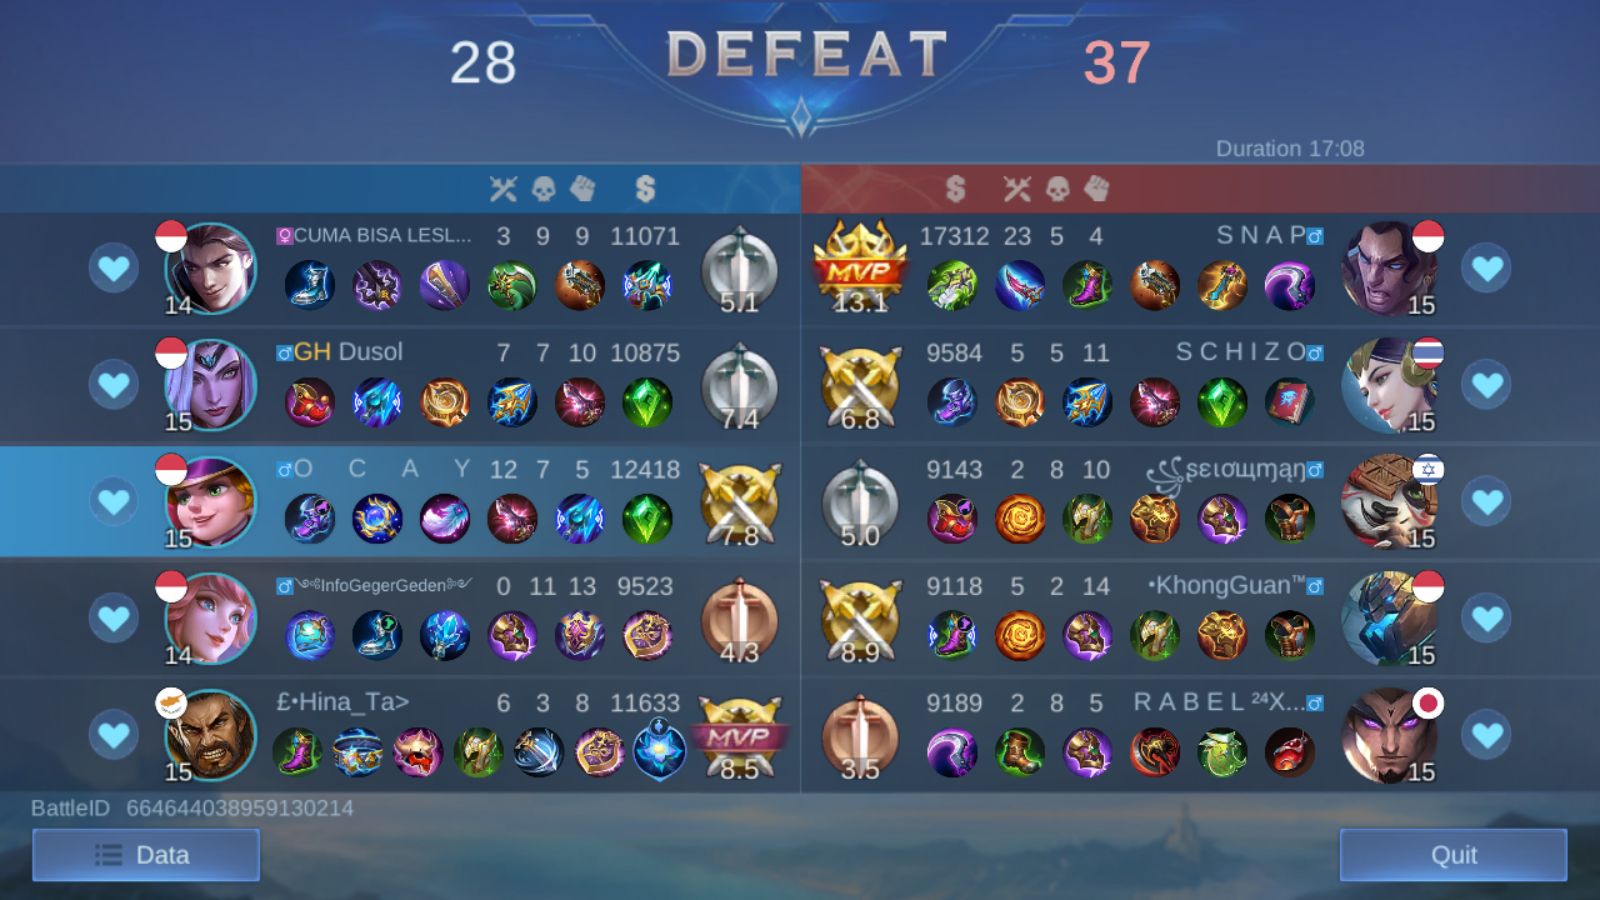 28 DEFEAT 37
Duration 17:08
CUMA BISA LESL... 3 9 9 11071
14 5.1
MVP 13.1 17312 23 5 4 S N A P 15
GH Dusol 7 7 10 10875
15 7.4
6.8 9584 5 5 11 S C H I Z O 15
O C A Y 12 7 5 12418
15 7.8
5.0 9143 2 8 10 15
InfoGegerGeden 0 11 13 9523
14 4.3
8.9 9118 5 2 14 •KhongGuan™ 15
£•Hina_Ta> 6 3 8 11633
15 MVP 8.5
3.5 9189 2 8 5 R A B E L ²⁴X... 15
BattleID 664644038959130214
Data
Quit